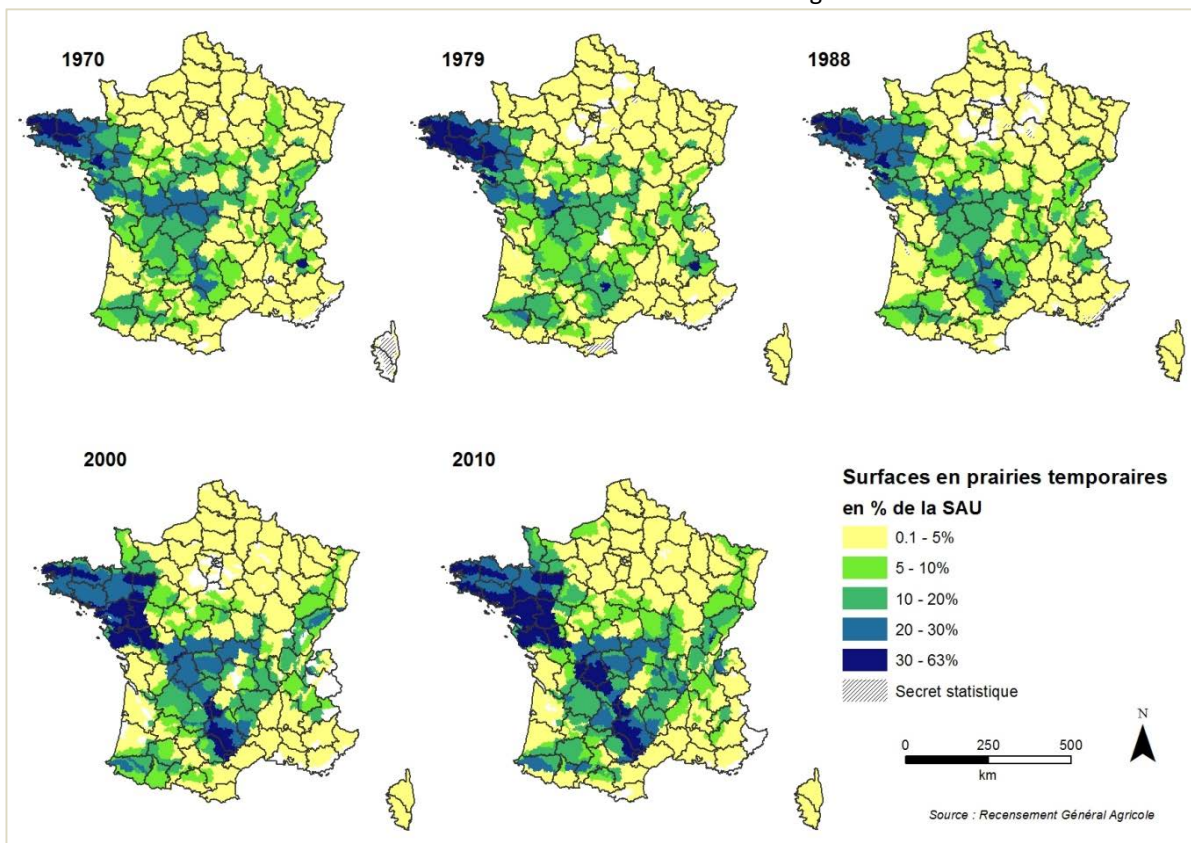 1970
1979
1988
2000
2010
Surfaces en prairies temporaires
en % de la SAU
0.1 - 5%
5 - 10%
10 - 20%
20 - 30%
30 - 63%
Secret statistique
N
0 250 500
km
Source : Recensement Général Agricole